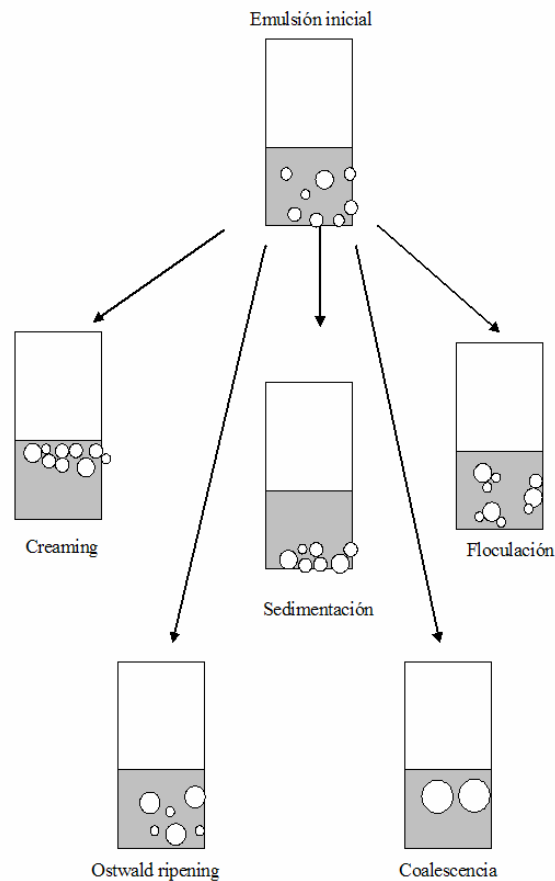 Emulsión inicial
Creaming
Floculación
Sedimentación
Ostwald ripening
Coalescencia